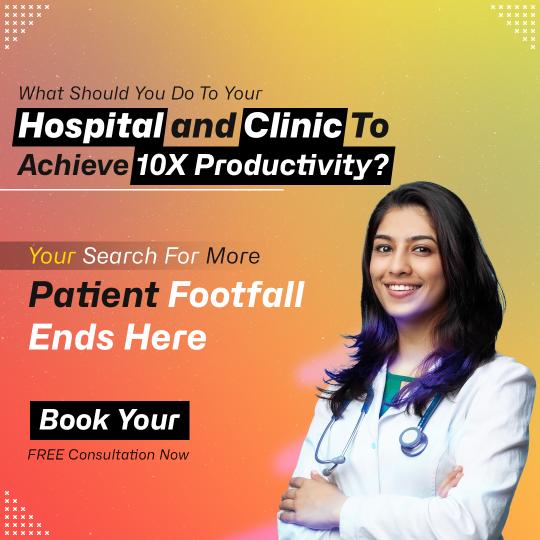 What Should You Do To Your
Hospital and Clinic To
Achieve 10X Productivity?
Your Search For More
Patient Footfall
Ends Here
Book Your
FREE Consultation Now